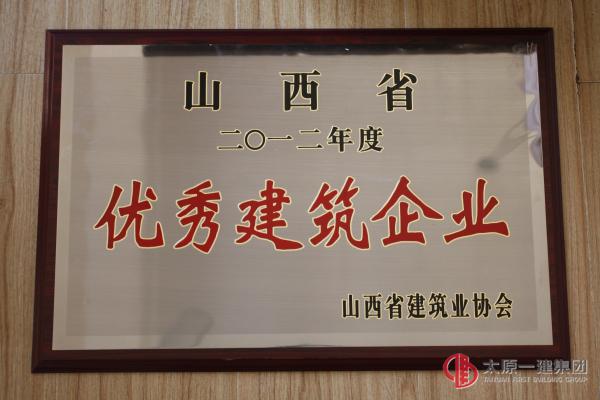 山西省
二〇一二年度
优秀建筑企业
山西省建筑业协会
太原一建集团
TAIYUAN FIRST BUILDING GROUP